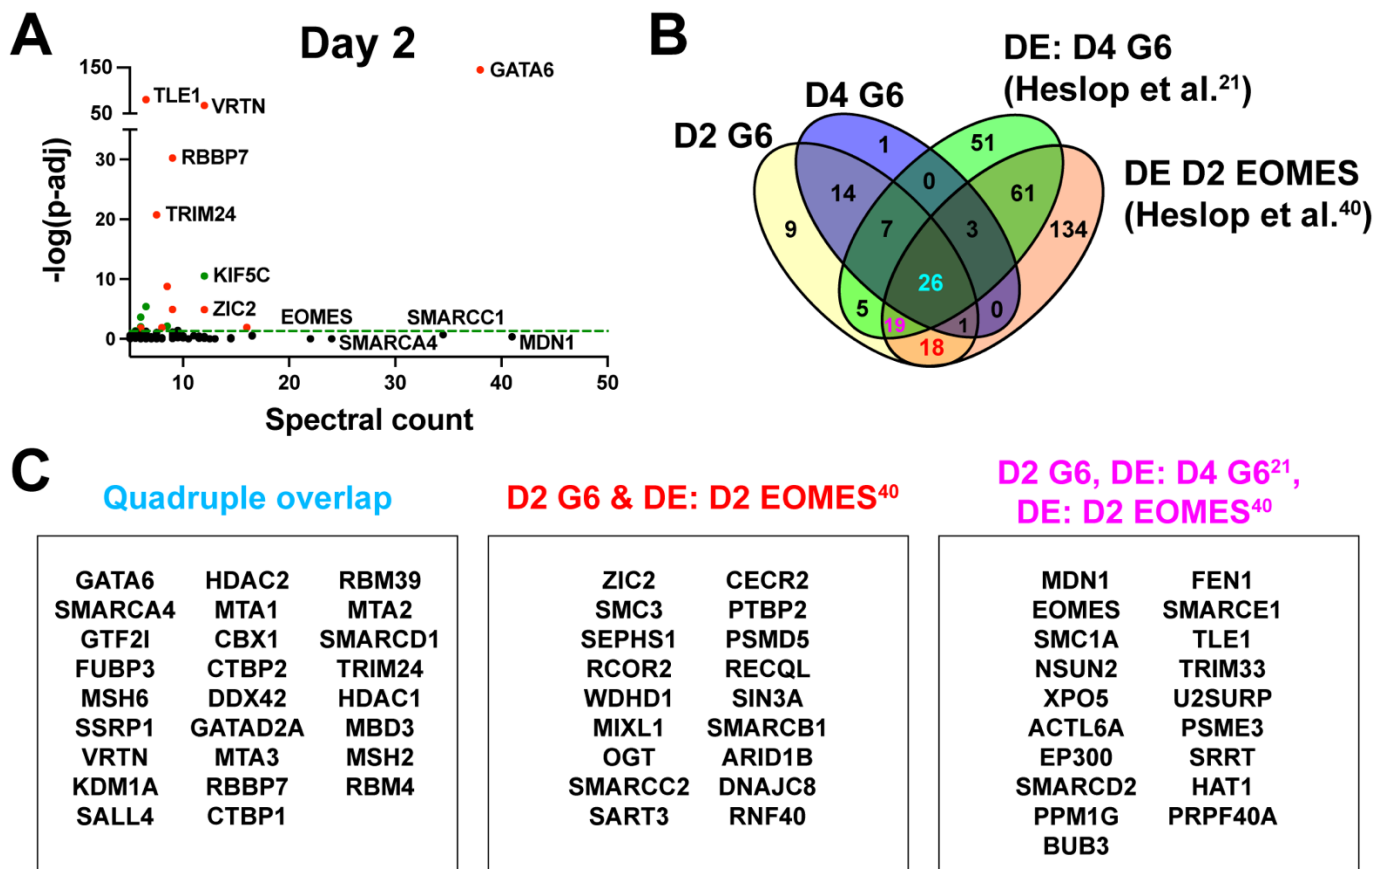 A
Day 2
150
50
30
20
10
0
-log(p-adj)
GATA6
TLE1
VRTN
RBBP7
TRIM24
KIF5C
ZIC2
EOMES
SMARCC1
SMARCA4
MDN1
10
20
30
40
50
Spectral count
B
DE: D4 G6
(Heslop et al.²¹)
D4 G6
D2 G6
DE D2 EOMES
(Heslop et al.⁴⁰)
1
51
14
0
61
9
7
3
134
26
5
19
1
0
18
C
Quadruple overlap
GATA6 HDAC2 RBM39
SMARCA4 MTA1 MTA2
GTF2I CBX1 SMARCD1
FUBP3 CTBP2 TRIM24
MSH6 DDX42 HDAC1
SSRP1 GATAD2A MBD3
VRTN MTA3 MSH2
KDM1A RBBP7 RBM4
SALL4 CTBP1
D2 G6 & DE: D2 EOMES⁴⁰
ZIC2 CECR2
SMC3 PTBP2
SEPHS1 PSMD5
RCOR2 RECQL
WDHD1 SIN3A
MIXL1 SMARCB1
OGT ARID1B
SMARCC2 DNAJC8
SART3 RNF40
D2 G6, DE: D4 G6²¹,
DE: D2 EOMES⁴⁰
MDN1 FEN1
EOMES SMARCE1
SMC1A TLE1
NSUN2 TRIM33
XPO5 U2SURP
ACTL6A PSME3
EP300 SRRT
SMARCD2 HAT1
PPM1G PRPF40A
BUB3